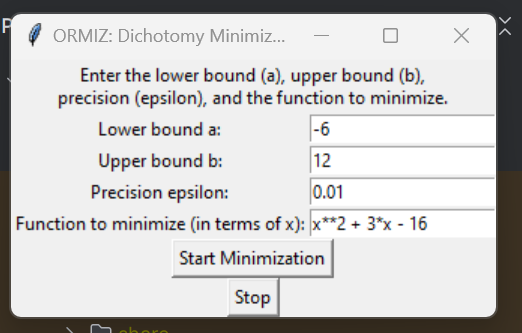 ORMIZ: Dichotomy Minimiz...
Enter the lower bound (a), upper bound (b),
precision (epsilon), and the function to minimize.
Lower bound a: -6
Upper bound b: 12
Precision epsilon: 0.01
Function to minimize (in terms of x): x**2 + 3*x - 16
Start Minimization
Stop